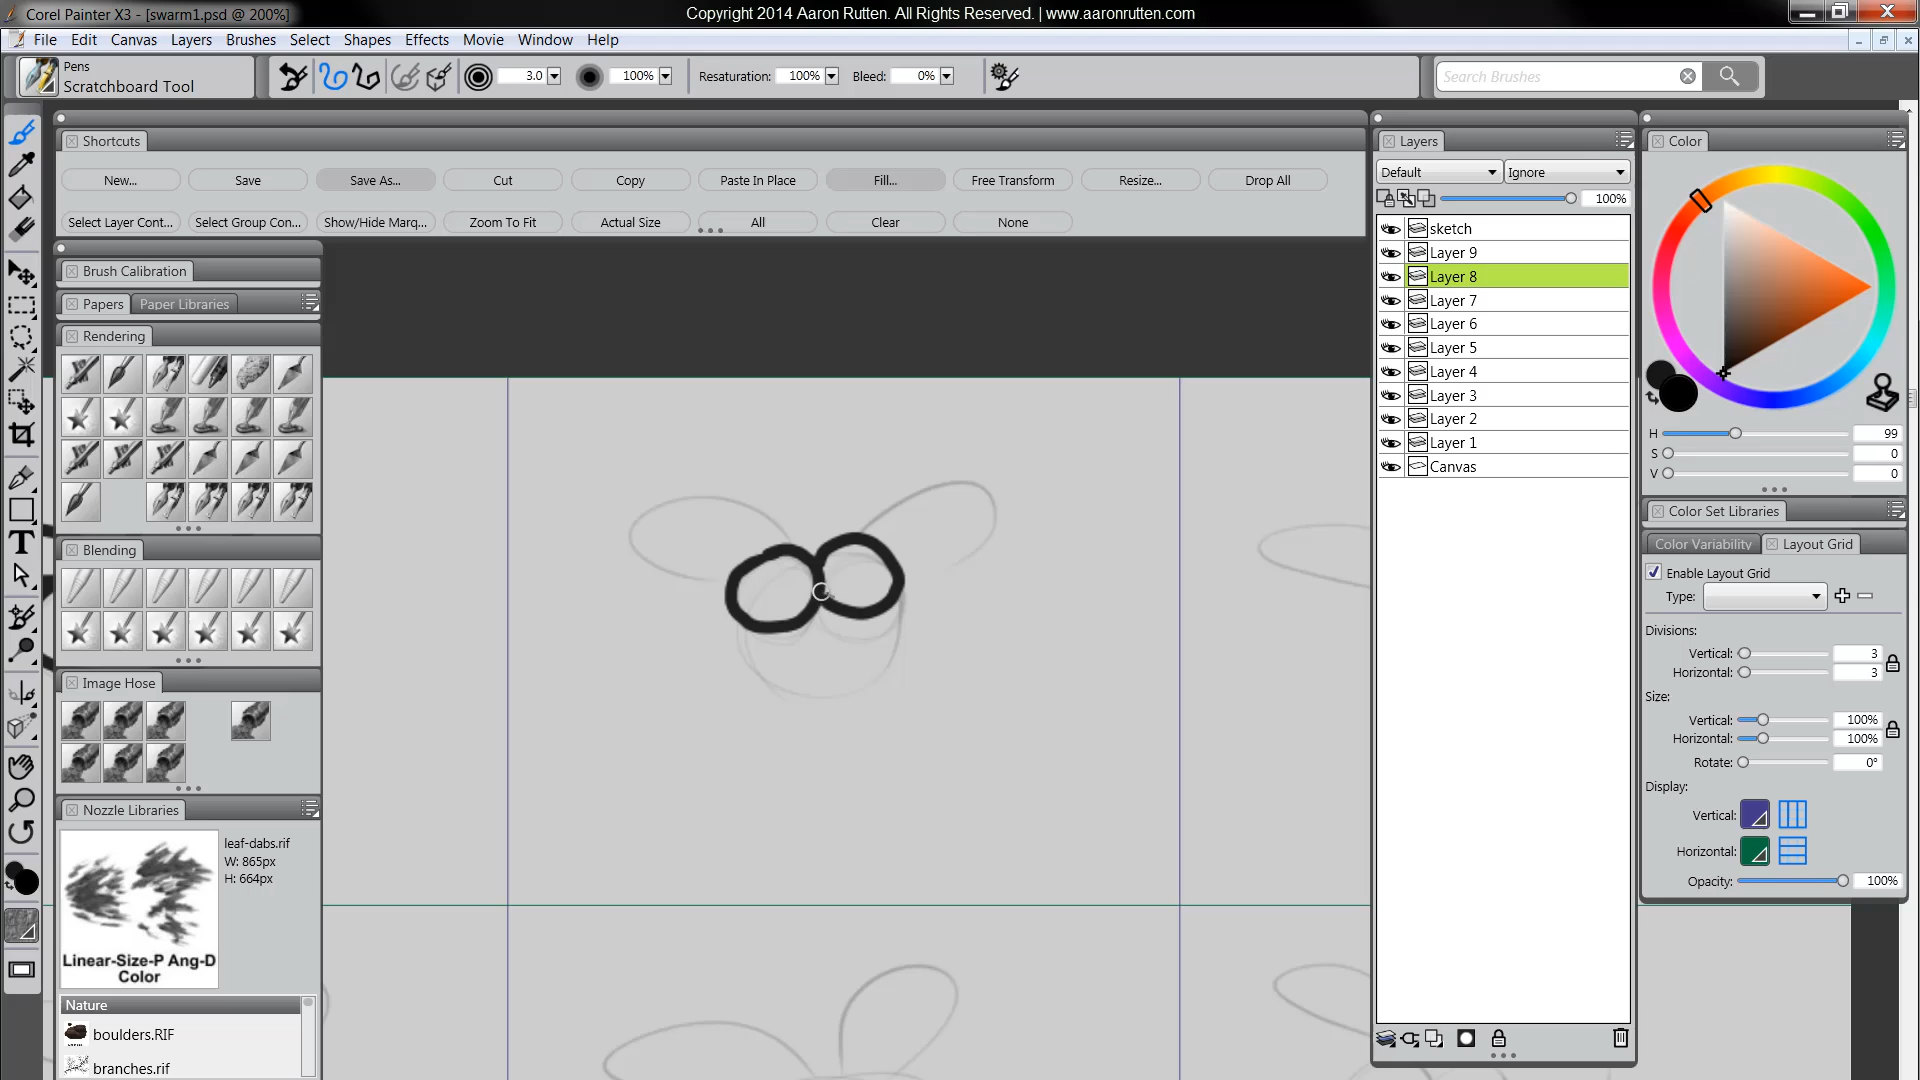 Corel Painter X3 - [swarm1.psd @ 200%]
Copyright 2014 Aaron Rutten. All Rights Reserved. | www.aaronrutten.com
File Edit Canvas Layers Brushes Select Shapes Effects Movie Window Help
Pens
Scratchboard Tool
3.0 100% Resaturation: 100% Bleed: 0%
Search Brushes
Shortcuts
New... Save Save As... Cut Copy Paste In Place Fill... Free Transform Resize... Drop All
Select Layer Cont... Select Group Con... Show/Hide Marq... Zoom To Fit Actual Size All Clear None
Brush Calibration
Papers Paper Libraries
Rendering
Blending
Image Hose
Nozzle Libraries
leaf-dabs.rif
W: 865px
H: 664px
Linear-Size-P Ang-D
Color
Nature
boulders.RIF
branches.rif
Layers
Default Ignore
100%
sketch
Layer 9
Layer 8
Layer 7
Layer 6
Layer 5
Layer 4
Layer 3
Layer 2
Layer 1
Canvas
Color
H 99
S 0
V 0
Color Set Libraries
Color Variability Layout Grid
Enable Layout Grid
Type:
Divisions:
Vertical: 3
Horizontal: 3
Size:
Vertical: 100%
Horizontal: 100%
Rotate: 0°
Display:
Vertical:
Horizontal:
Opacity: 100%
T